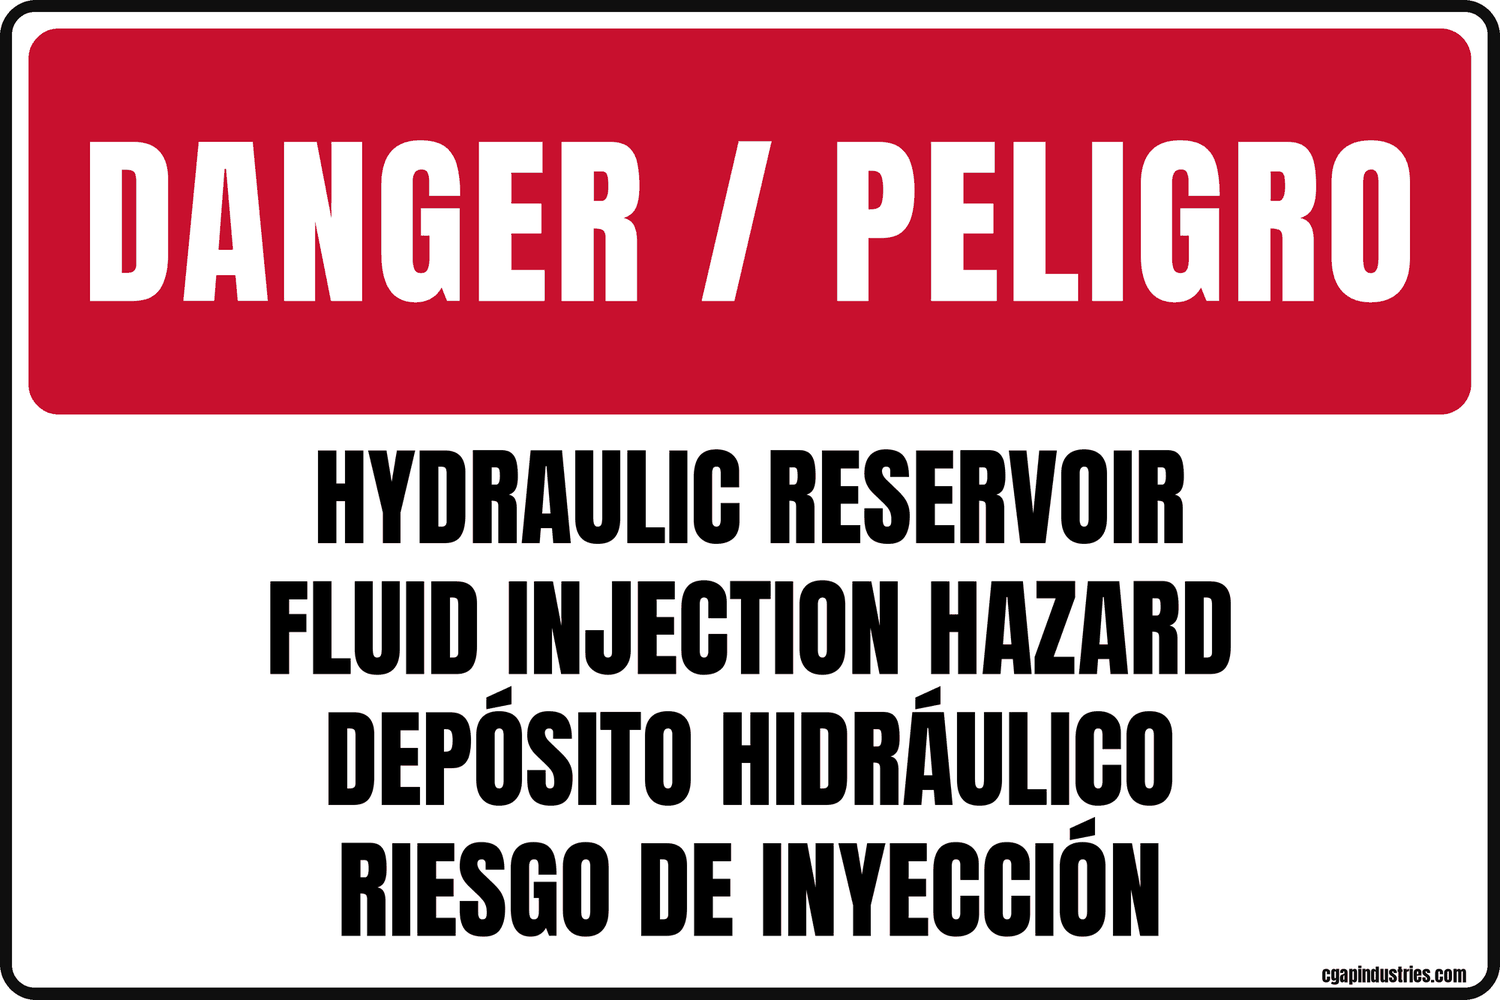 DANGER / PELIGRO
HYDRAULIC RESERVOIR
FLUID INJECTION HAZARD
DEPÓSITO HIDRÁULICO
RIESGO DE INYECCIÓN
cgapindustries.com